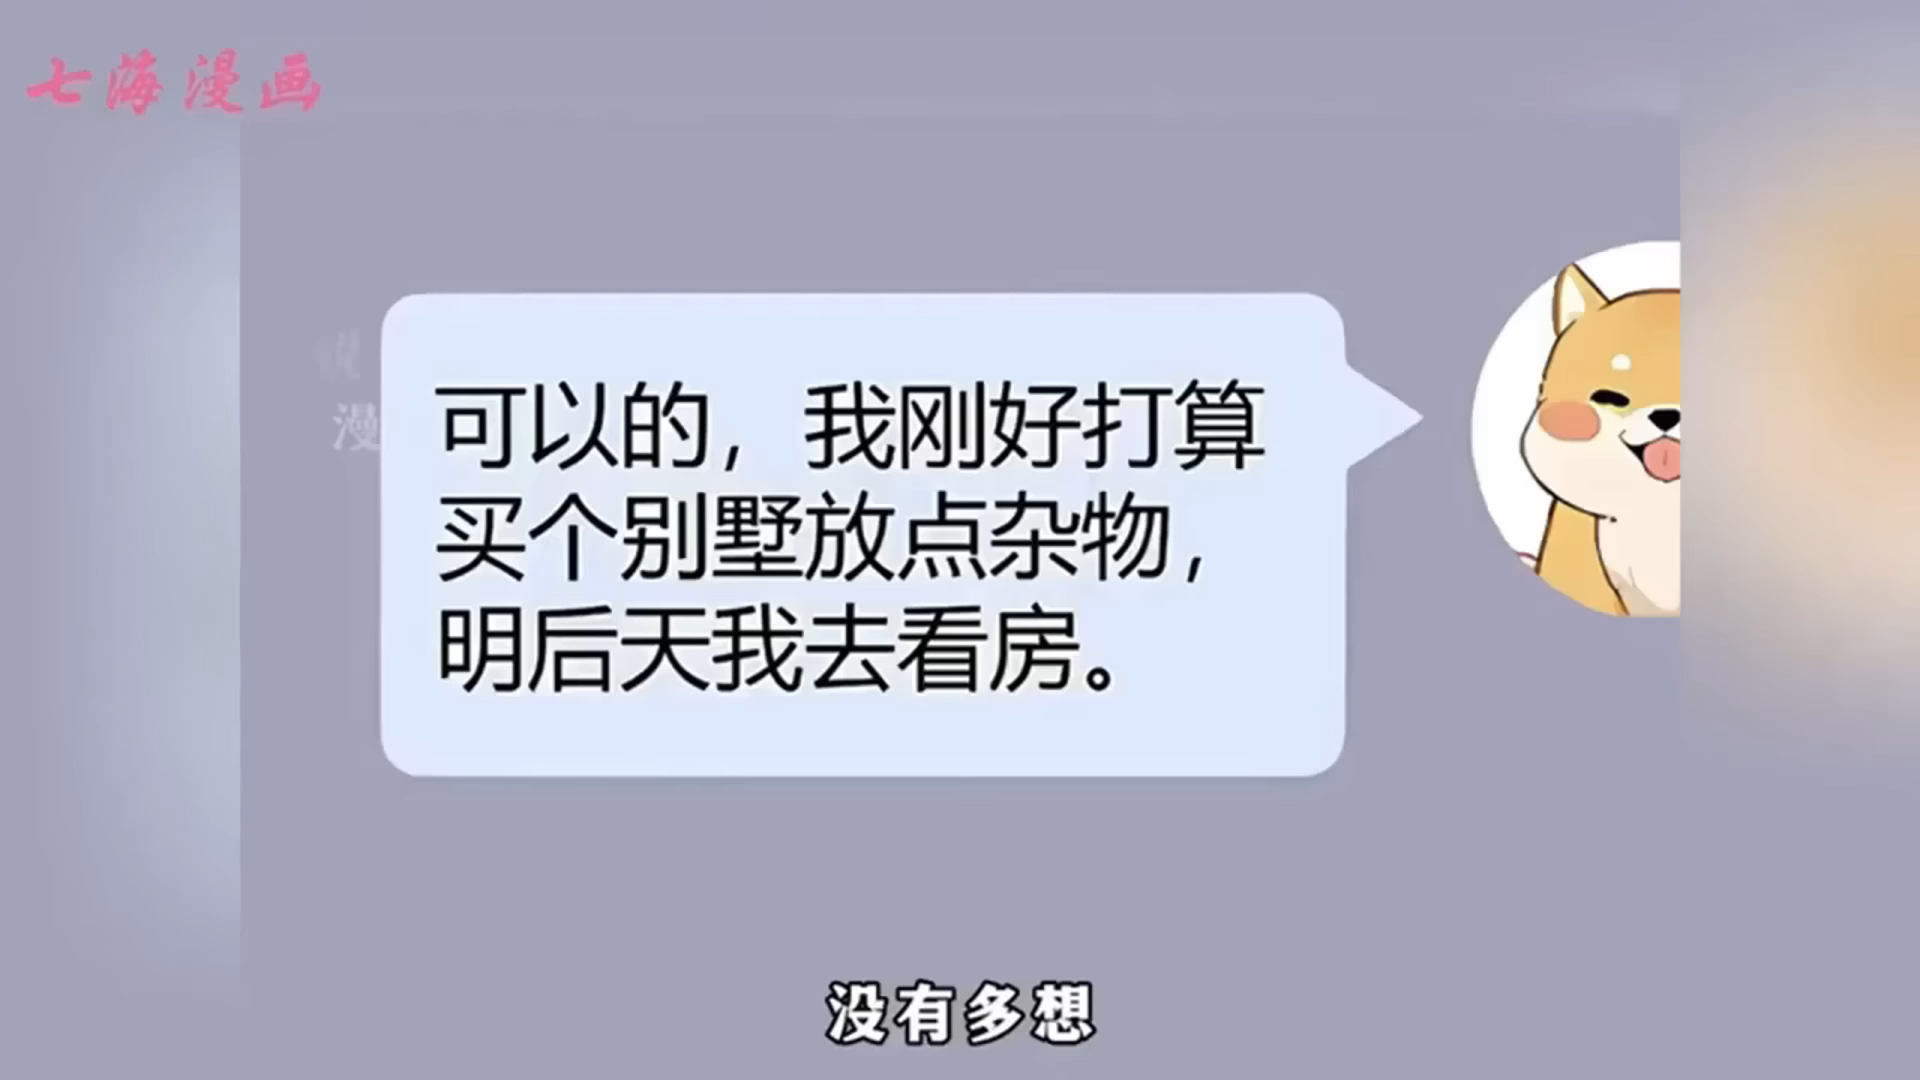 七海漫画
可以的，我刚好打算
买个别墅放点杂物，
明后天我去看房。
漫
没有多想